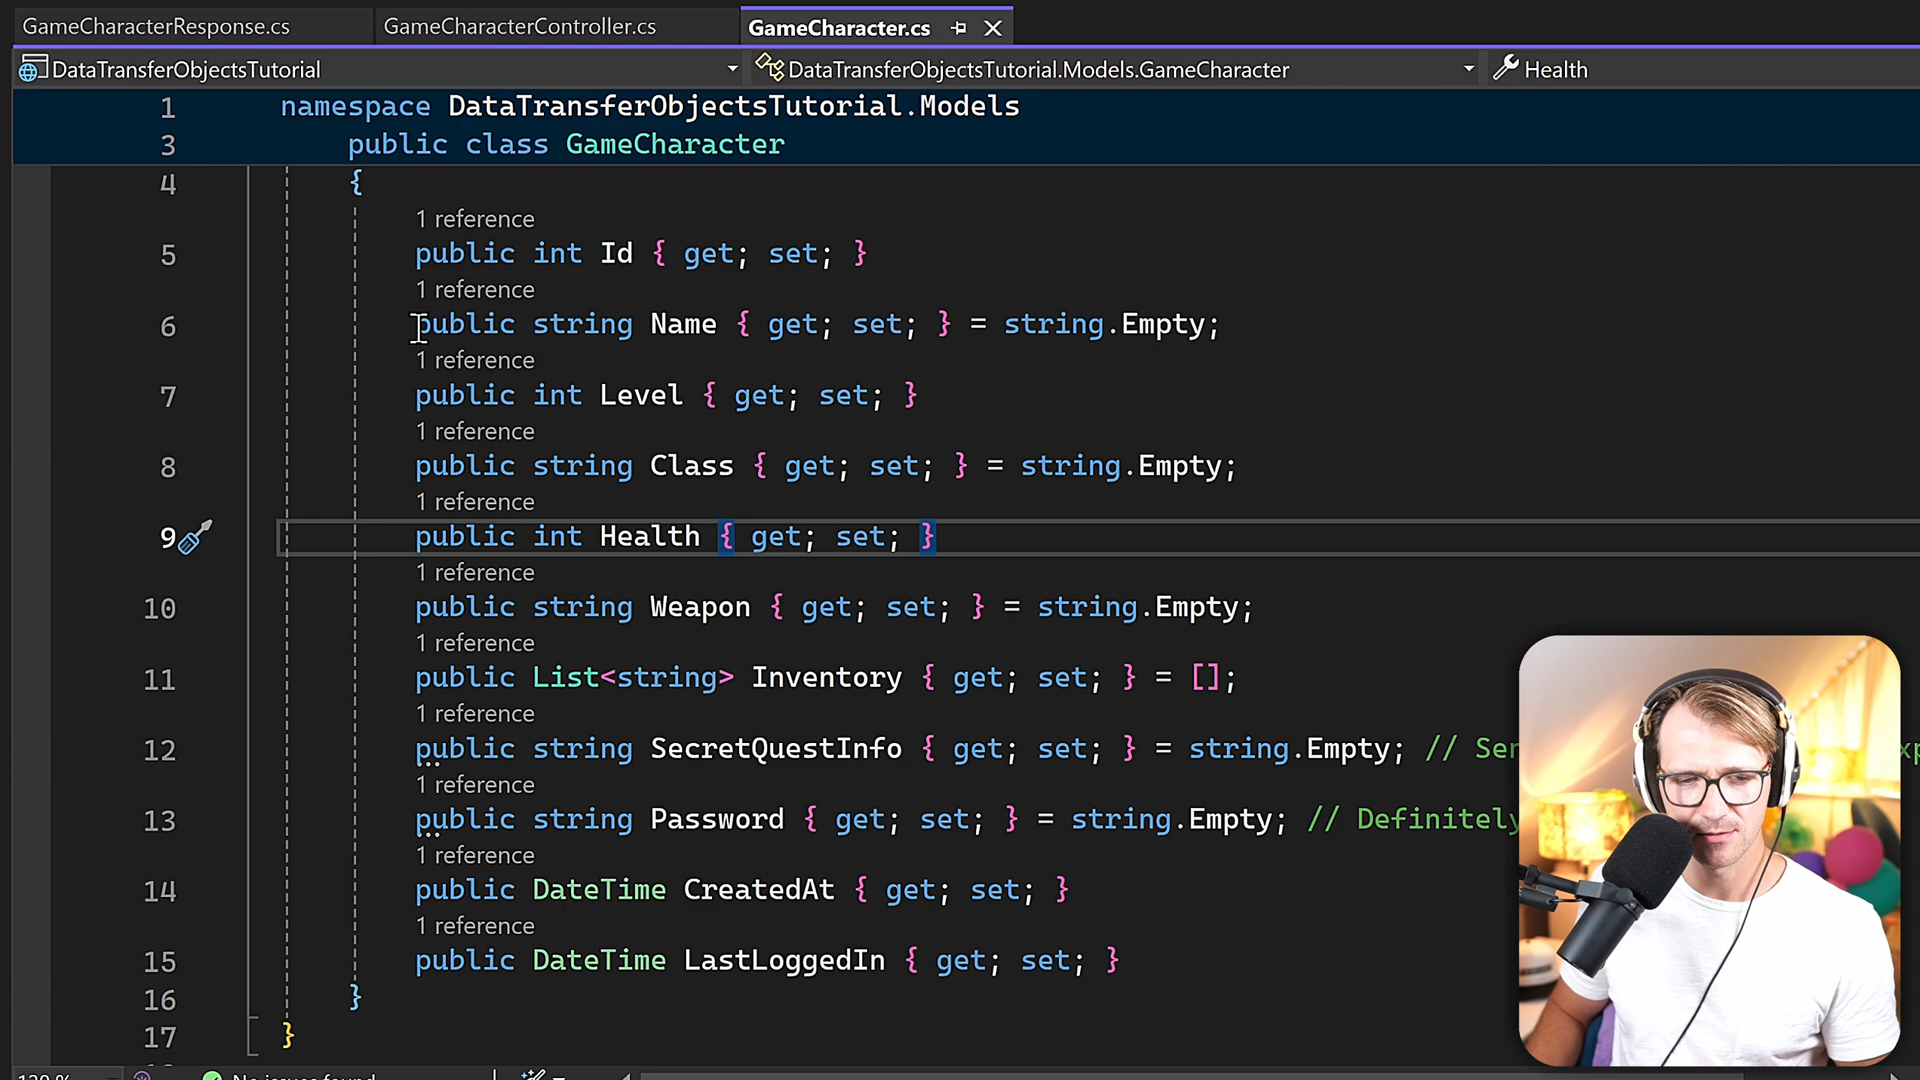 GameCharacterResponse.cs GameCharacterController.cs GameCharacter.cs
DataTransferObjectsTutorial DataTransferObjectsTutorial.Models.GameCharacter Health
1 namespace DataTransferObjectsTutorial.Models
3 public class GameCharacter
4 {
1 reference
5 public int Id { get; set; }
1 reference
6 public string Name { get; set; } = string.Empty;
1 reference
7 public int Level { get; set; }
1 reference
8 public string Class { get; set; } = string.Empty;
1 reference
9 public int Health { get; set; }
1 reference
10 public string Weapon { get; set; } = string.Empty;
1 reference
11 public List<string> Inventory { get; set; } = [];
1 reference
12 public string SecretQuestInfo { get; set; } = string.Empty; // Ser xp
1 reference
13 public string Password { get; set; } = string.Empty; // Definitely
1 reference
14 public DateTime CreatedAt { get; set; }
1 reference
15 public DateTime LastLoggedIn { get; set; }
16 }
17 }
No issues found